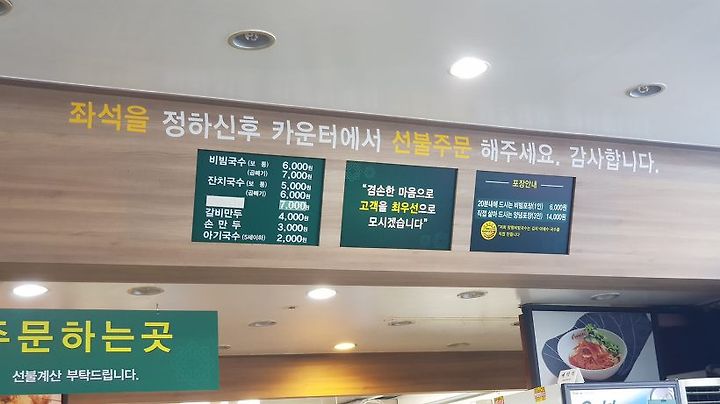 좌석을 정하신후 카운터에서 선불주문 해주세요. 감사합니다.
비빔국수 (보 통) 6,000원
(곱빼기) 7,000원
잔치국수 (보 통) 5,000원
(곱빼기) 6,000원
7,000원
갈비만두 4,000원
손 만 두 3,000원
아기국수 (5세이하) 2,000원
"겸손한 마음으로
고객을 최우선으로
모시겠습니다"
포장안내
20분내에 드시는 비빔포장(1인) 6,000원
직접 삶아 드시는 양념포장(3인) 14,000원
주문하는곳
선불계산 부탁드립니다.